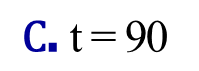 C. t = 90